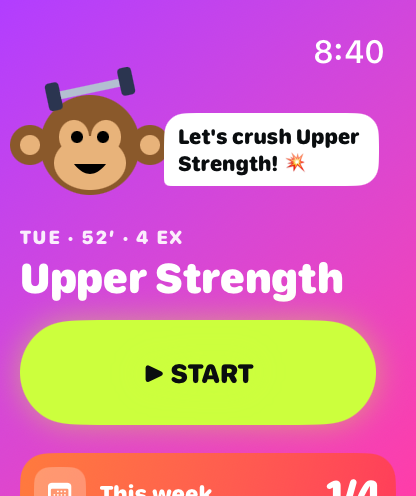 8:40
Let's crush Upper
Strength! 💥
TUE · 52′ · 4 EX
Upper Strength
▶ START
This week
1/4